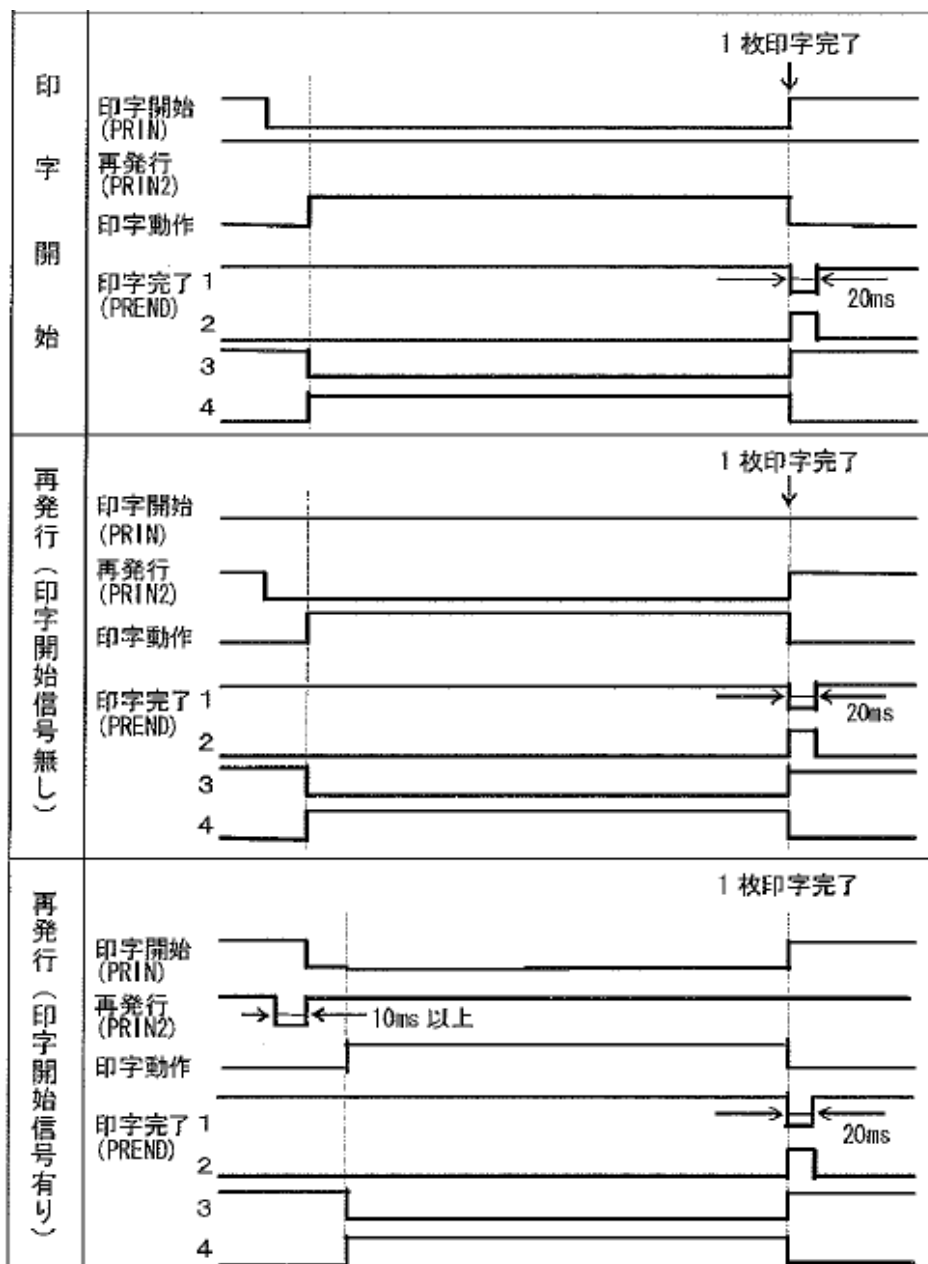 印字開始
1枚印字完了
印字開始
(PRIN)
再発行
(PRIN2)
印字動作
印字完了 1
(PREND)
20ms
2
3
4
再発行（印字開始信号無し）
1枚印字完了
印字開始
(PRIN)
再発行
(PRIN2)
印字動作
印字完了 1
(PREND)
20ms
2
3
4
再発行（印字開始信号有り）
1枚印字完了
印字開始
(PRIN)
再発行
(PRIN2)
10ms 以上
印字動作
印字完了 1
(PREND)
20ms
2
3
4